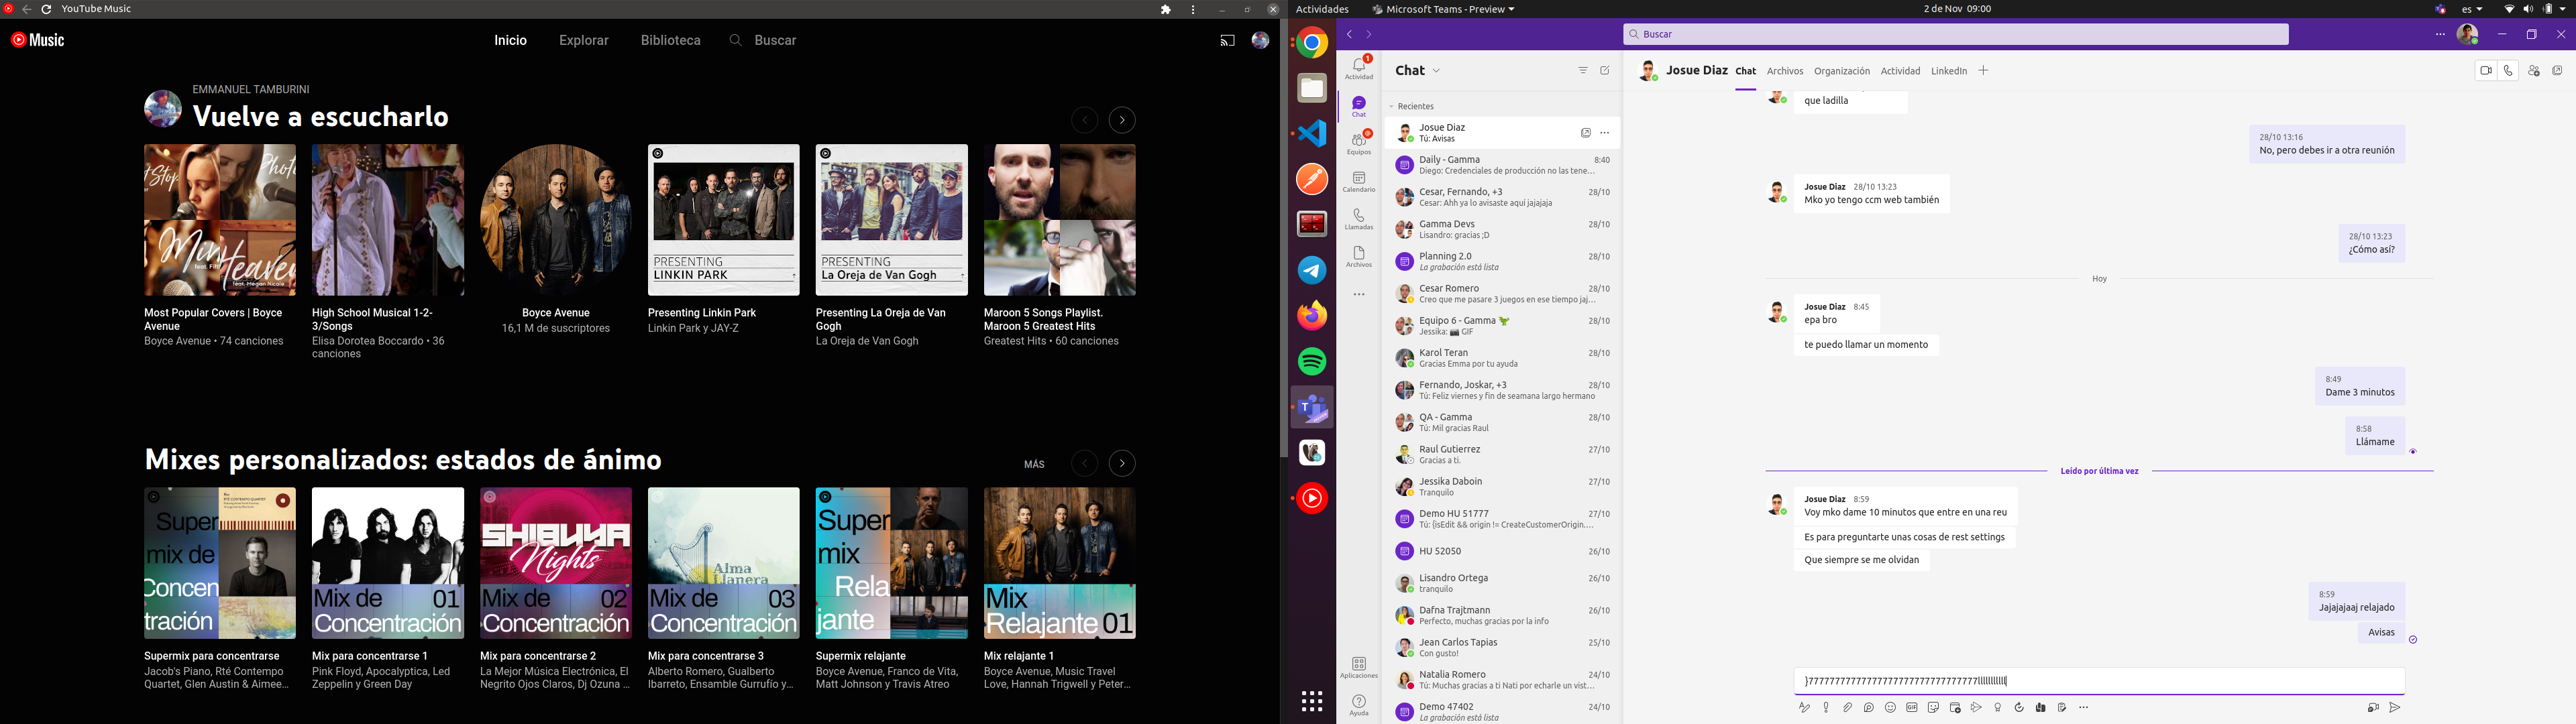 YouTube Music
Music
Inicio
Explorar
Biblioteca
Buscar
EMMANUEL TAMBURINI
Vuelve a escucharlo
Most Popular Covers | Boyce Avenue
Boyce Avenue • 74 canciones
High School Musical 1-2-3/Songs
Elisa Dorotea Boccardo • 36 canciones
Boyce Avenue
16,1 M de suscriptores
PRESENTING
LINKIN PARK
Presenting Linkin Park
Linkin Park y JAY-Z
PRESENTING
La Oreja de Van Gogh
Presenting La Oreja de Van Gogh
La Oreja de Van Gogh
Maroon 5 Songs Playlist. Maroon 5 Greatest Hits
Greatest Hits • 60 canciones
Mixes personalizados: estados de ánimo
MÁS
Supermix para concentrarse
Jacob's Piano, Rté Contempo Quartet, Glen Austin & Aimee…
Mix de Concentración 01
Mix para concentrarse 1
Pink Floyd, Apocalyptica, Led Zeppelin y Green Day
SHIBUYA Nights
Mix de Concentración 02
Mix para concentrarse 2
La Mejor Música Electrónica, El Negrito Ojos Claros, Dj Ozuna …
Alma Llanera
Mix de Concentración 03
Mix para concentrarse 3
Alberto Romero, Gualberto Ibarreto, Ensamble Gurrufío y…
Supermix Relajante
Supermix relajante
Boyce Avenue, Franco de Vita, Matt Johnson y Travis Atreo
Mix Relajante 01
Mix relajante 1
Boyce Avenue, Music Travel Love, Hannah Trigwell y Peter…
Actividades
Microsoft Teams - Preview
2 de Nov 09:00
es
Buscar
Actividad
Chat
Equipos
Calendario
Llamadas
Archivos
Aplicaciones
Ayuda
Chat
Recientes
Josue Diaz
Tú: Avisas
Daily - Gamma 8:40
Diego: Credenciales de producción no las tene…
Cesar, Fernando, +3 28/10
Cesar: Ahh ya lo avisaste aquí jajajaja
Gamma Devs 28/10
Lisandro: gracias ;D
Planning 2.0 28/10
La grabación está lista
Cesar Romero 28/10
Creo que me pasare 3 juegos en ese tiempo jaj…
Equipo 6 - Gamma 🦖 28/10
Jessika: 📷 GIF
Karol Teran 28/10
Gracias Emma por tu ayuda
Fernando, Joskar, +3 28/10
Tú: Feliz viernes y fin de seamana largo hermano
QA - Gamma 28/10
Tú: Mil gracias Raul
Raul Gutierrez 27/10
Gracias a ti.
Jessika Daboin 27/10
Tranquilo
Demo HU 51777 27/10
Tú: (isEdit && origin != CreateCustomerOrigin.…
HU 52050 26/10
Lisandro Ortega 26/10
tranquilo
Dafna Trajtmann 26/10
Perfecto, muchas gracias por la info
Jean Carlos Tapias 25/10
Con gusto!
Natalia Romero 24/10
Tú: Muchas gracias a ti Nati por echarle un vist…
Demo 47402 24/10
La grabación está lista
Josue Diaz
Chat
Archivos
Organización
Actividad
LinkedIn
que ladilla
28/10 13:16
No, pero debes ir a otra reunión
Josue Diaz 28/10 13:23
Mko yo tengo ccm web también
28/10 13:23
¿Cómo así?
Hoy
Josue Diaz 8:45
epa bro
te puedo llamar un momento
8:49
Dame 3 minutos
8:58
Llámame
Leído por última vez
Josue Diaz 8:59
Voy mko dame 10 minutos que entre en una reu
Es para preguntarte unas cosas de rest settings
Que siempre se me olvidan
8:59
Jajajajaaj relajado
Avisas